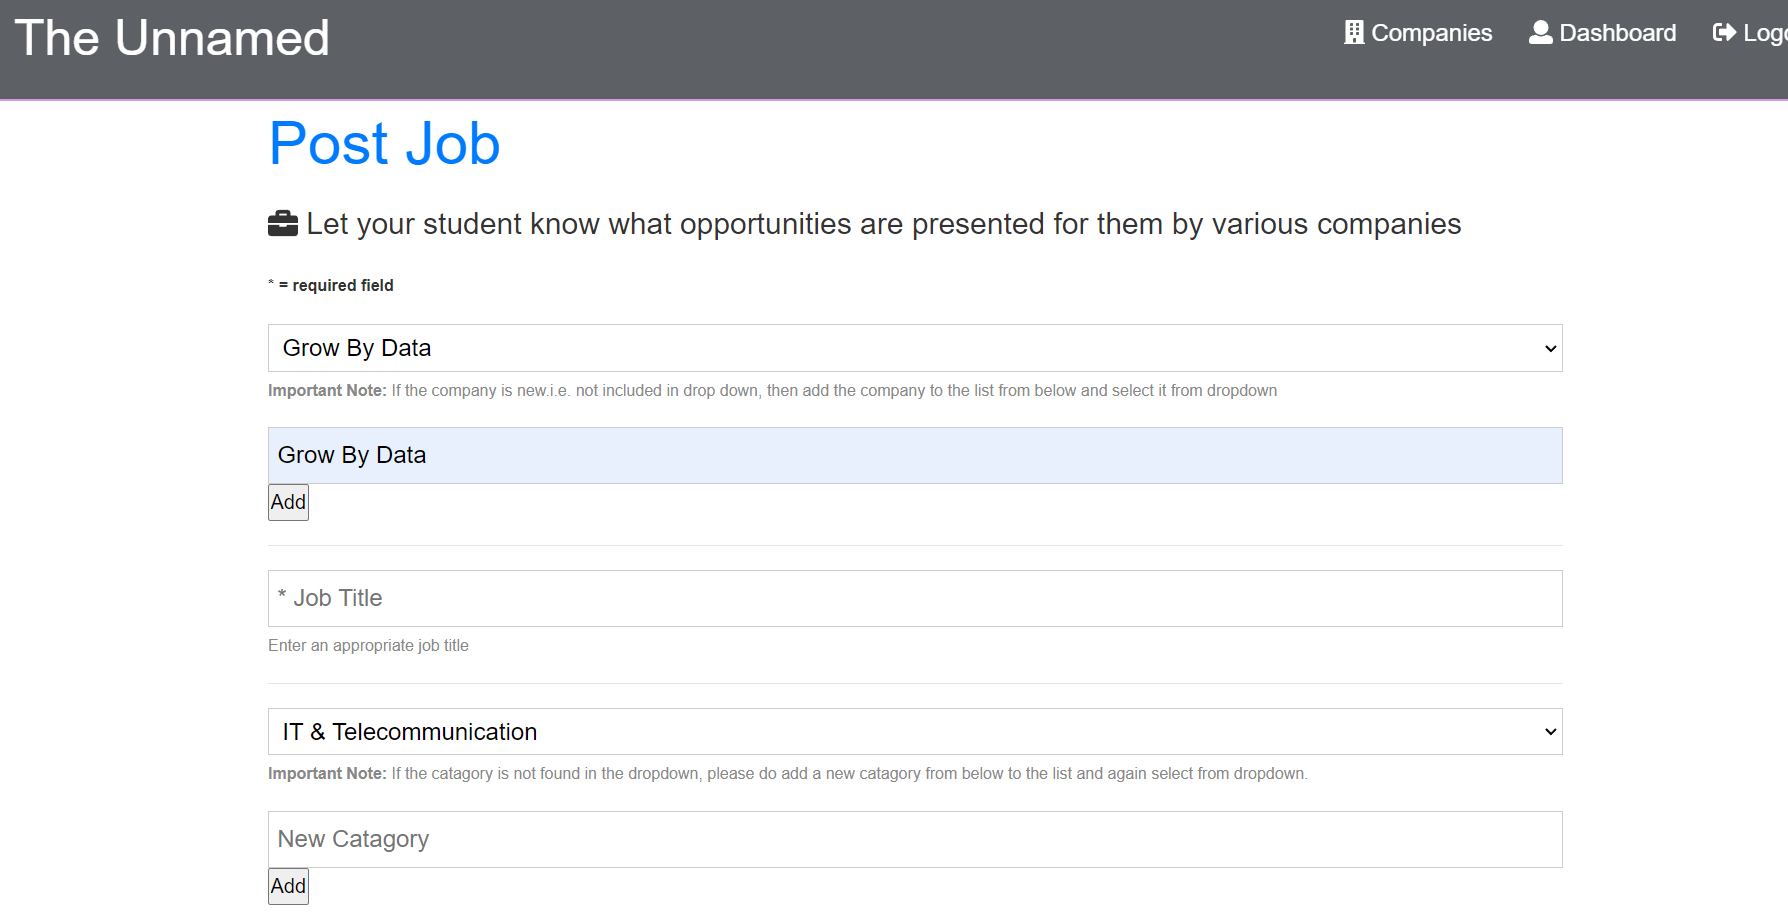 The Unnamed
Companies
Dashboard
Logo
Post Job
Let your student know what opportunities are presented for them by various companies
* = required field
Grow By Data
Important Note: If the company is new.i.e. not included in drop down, then add the company to the list from below and select it from dropdown
Grow By Data
Add
* Job Title
Enter an appropriate job title
IT & Telecommunication
Important Note: If the catagory is not found in the dropdown, please do add a new catagory from below to the list and again select from dropdown.
New Catagory
Add